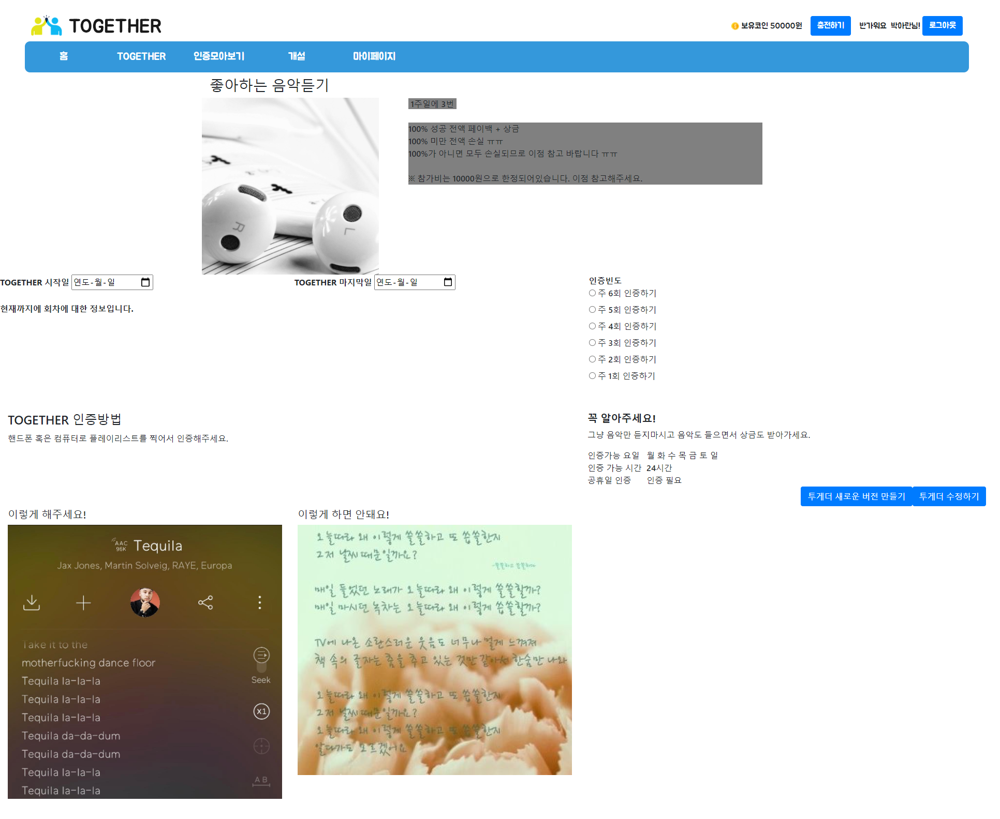 TOGETHER
보유코인 50000원 충전하기 반가워요 박아란님! 로그아웃
홈 TOGETHER 인증모아보기 개설 마이페이지
좋아하는 음악듣기
1주일에 3번
100% 성공 전액 페이백 + 상금
100% 미만 전액 손실 ㅠㅠ
100%가 아니면 모두 손실되므로 이점 참고 바랍니다 ㅠㅠ
※ 참가비는 10000원으로 한정되어있습니다. 이점 참고해주세요.
R
L
TOGETHER 시작일 연도-월-일
TOGETHER 마지막일 연도-월-일
현재까지에 회차에 대한 정보입니다.
인증빈도
주 6회 인증하기
주 5회 인증하기
주 4회 인증하기
주 3회 인증하기
주 2회 인증하기
주 1회 인증하기
TOGETHER 인증방법
핸드폰 혹은 컴퓨터로 플레이리스트를 찍어서 인증해주세요.
꼭 알아주세요!
그냥 음악만 듣지마시고 음악도 들으면서 상금도 받아가세요.
인증가능 요일 월 화 수 목 금 토 일
인증 가능 시간 24시간
공휴일 인증 인증 필요
투게더 새로운 버전 만들기 투게더 수정하기
이렇게 해주세요!
AAC
96K
Tequila
Jax Jones, Martin Solveig, RAYE, Europa
Take it to the
motherfucking dance floor
Tequila la-la-la
Tequila la-la-la
Tequila la-la-la
Tequila da-da-dum
Tequila da-da-dum
Tequila la-la-la
Tequila la-la-la
Seek
X1
A B
이렇게 하면 안돼요!
오늘따라 왜 이렇게 쓸쓸하고 또 씁쓸한지
그저 날씨 때문일까요?
-쓸쓸하고 씁쓸하다
매일 들었던 노래가 오늘따라 왜 이렇게 쓸쓸할까?
매일 마시던 녹차는 오늘따라 왜 이렇게 씁쓸할까?
TV에 나온 소란스러운 웃음도 너무나 멀게 느껴져
책 속의 글자는 춤을 추고 있는 것만 같아서 한숨만 나와
오늘따라 왜 이렇게 쓸쓸하고 또 씁쓸한지
그저 날씨 때문일까요?
오늘따라 왜 이렇게 쓸쓸하고 또 씁쓸한지
알다가도 모르겠어요